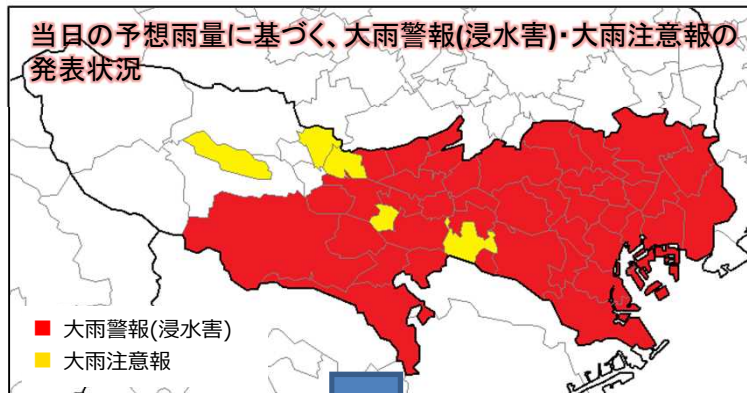 当日の予想雨量に基づく、大雨警報(浸水害)・大雨注意報の
発表状況
大雨警報(浸水害)
大雨注意報